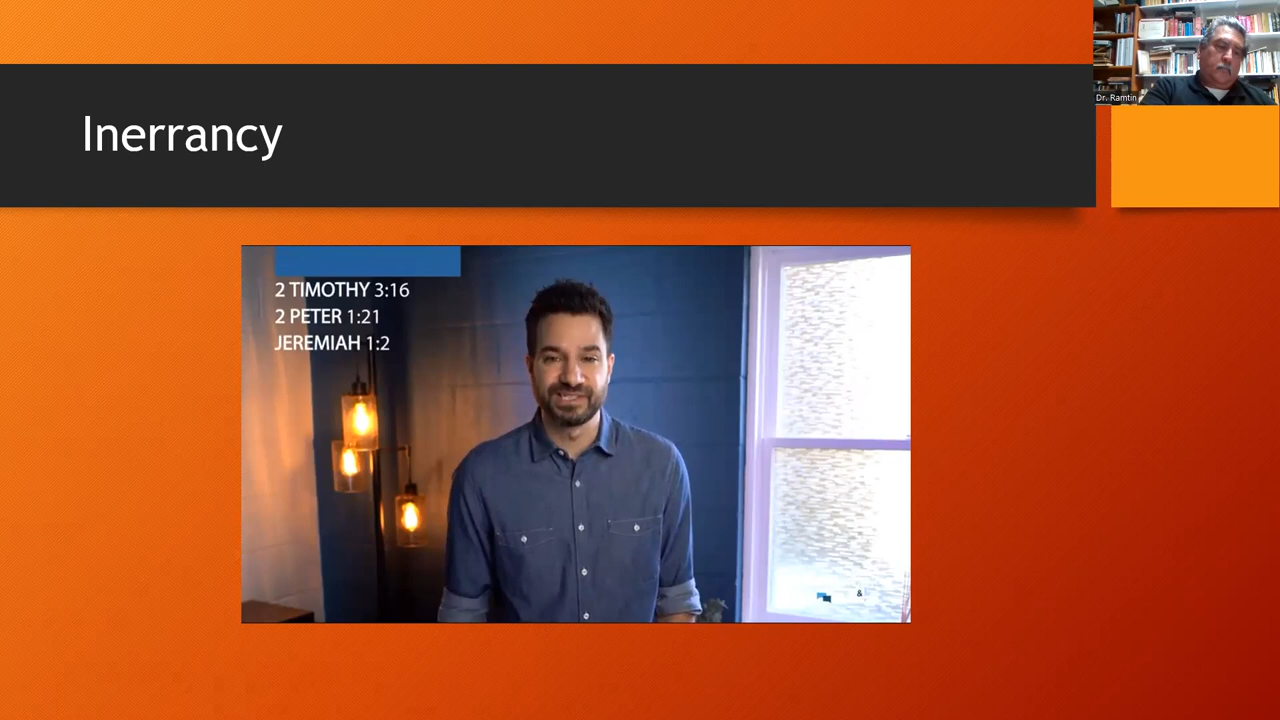 Inerrancy
Dr. Ramtin
2 TIMOTHY 3:16
2 PETER 1:21
JEREMIAH 1:2
&